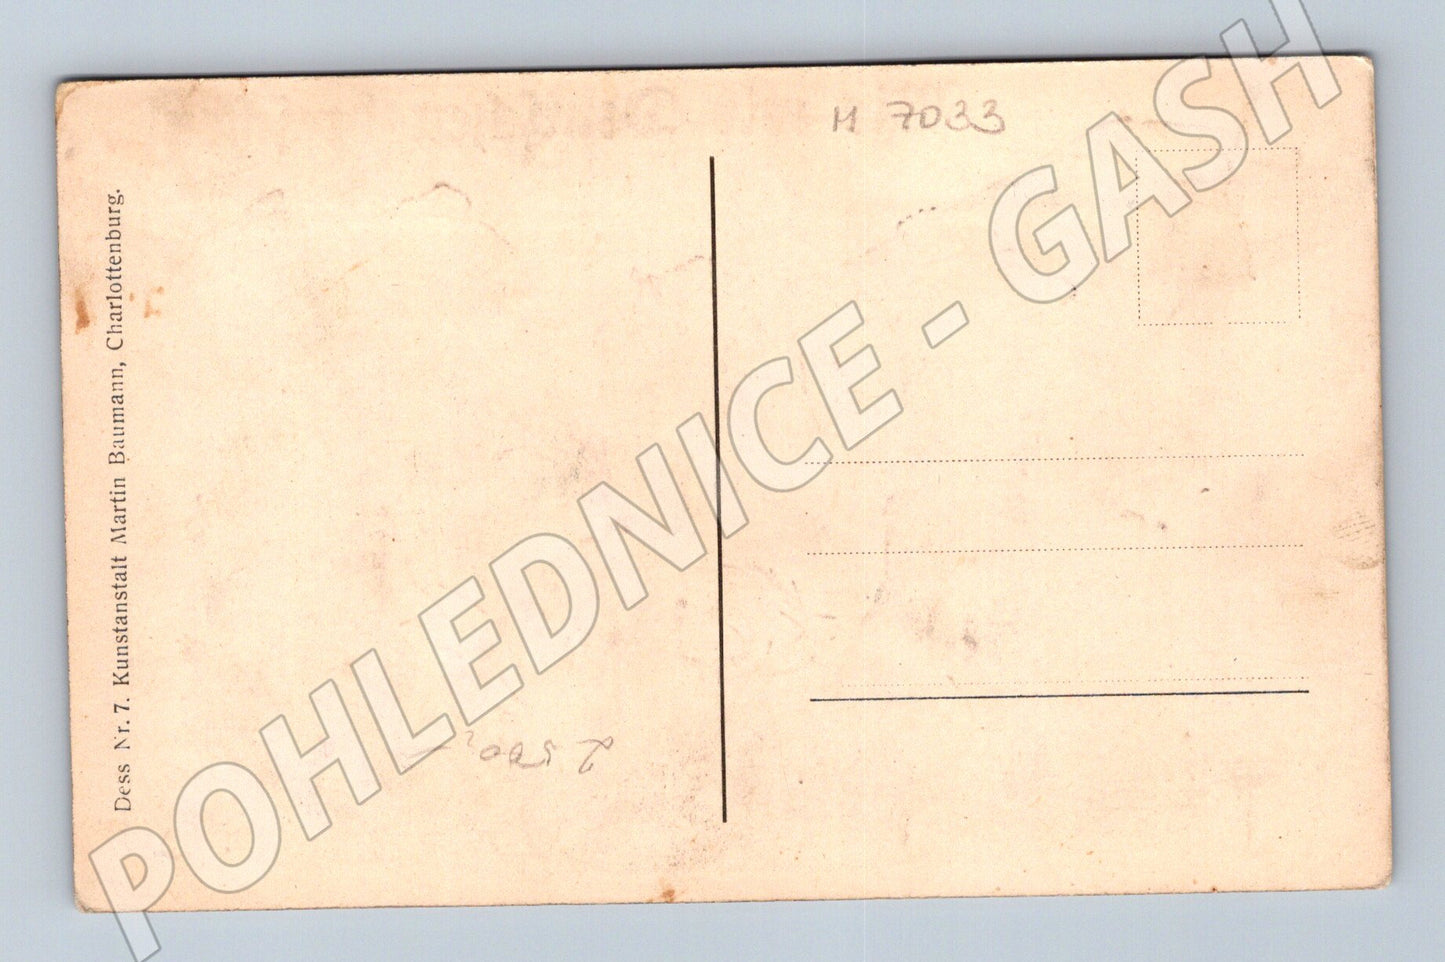 M 7033
Dess Nr. 7. Kunstanstalt Martin Baumann, Charlottenburg.
POHLEDNICE - GASH